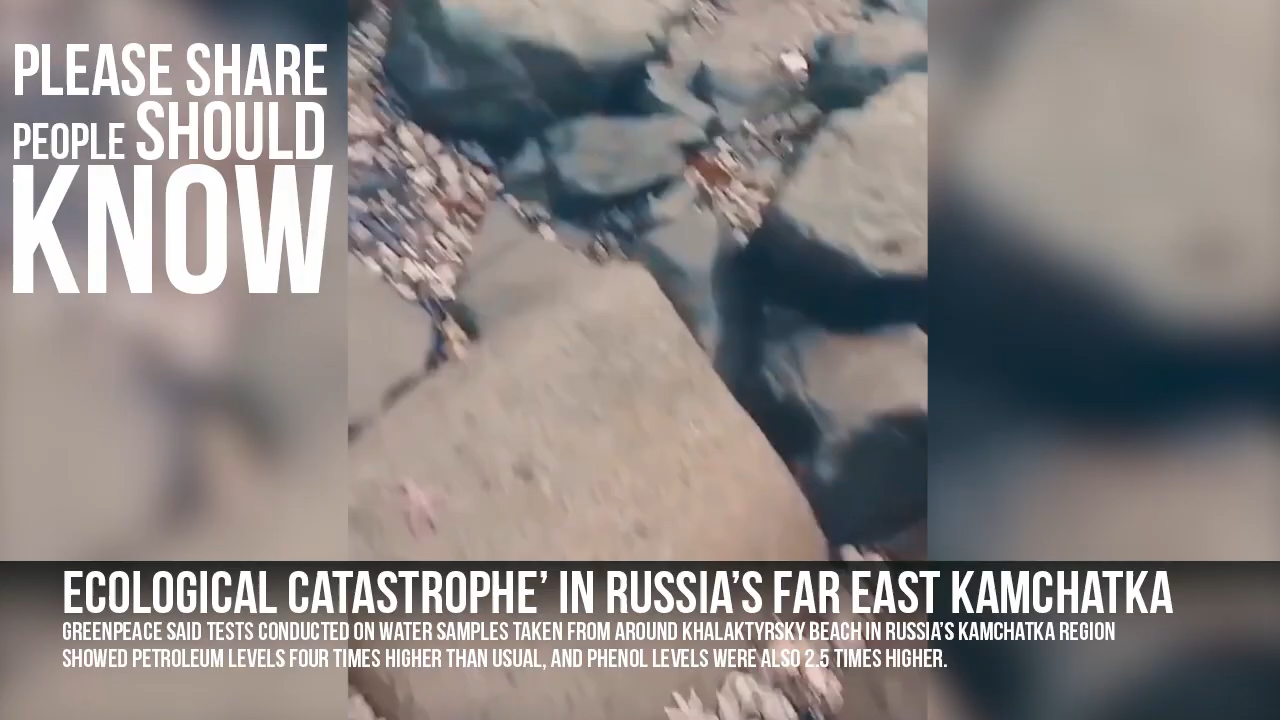 PLEASE SHARE
PEOPLE SHOULD
KNOW
ECOLOGICAL CATASTROPHE’ IN RUSSIA’S FAR EAST KAMCHATKA
GREENPEACE SAID TESTS CONDUCTED ON WATER SAMPLES TAKEN FROM AROUND KHALAKTYRSKY BEACH IN RUSSIA’S KAMCHATKA REGION
SHOWED PETROLEUM LEVELS FOUR TIMES HIGHER THAN USUAL, AND PHENOL LEVELS WERE ALSO 2.5 TIMES HIGHER.